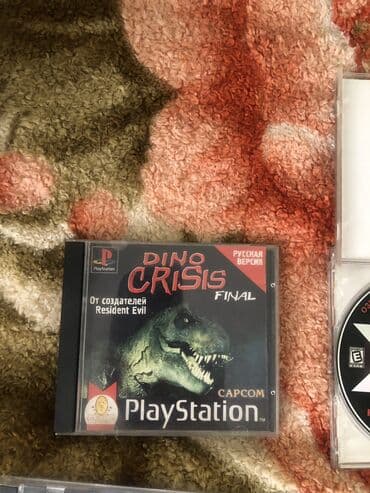 PlayStation
DINO
CRISIS
FINAL
РУССКАЯ
ВЕРСИЯ
От создателей
Resident Evil
CAPCOM
PlayStation
E